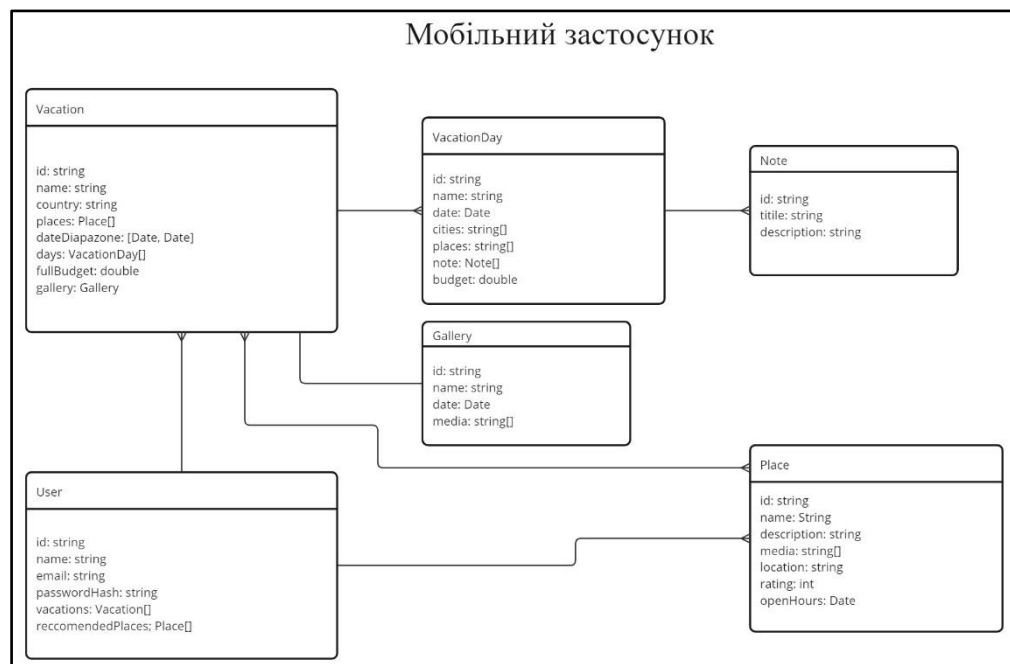 Мобільний застосунок
Vacation
id: string
name: string
country: string
places: Place[]
dateDiapazone: [Date, Date]
days: VacationDay[]
fullBudget: double
gallery: Gallery
VacationDay
id: string
name: string
date: Date
cities: string[]
places: string[]
note: Note[]
budget: double
Note
id: string
titile: string
description: string
Gallery
id: string
name: string
date: Date
media: string[]
User
id: string
name: string
email: string
passwordHash: string
vacations: Vacation[]
reccomendedPlaces; Place[]
Place
id: string
name: String
description: string
media: string[]
location: string
rating: int
openHours: Date